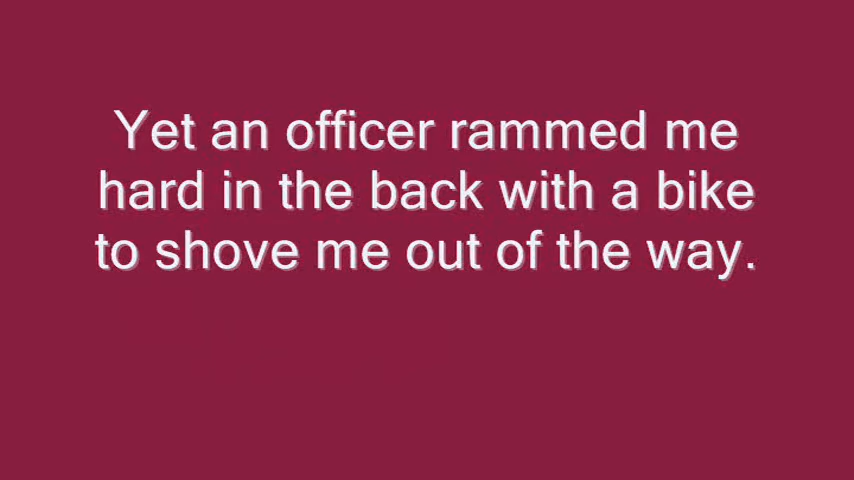 Yet an officer rammed me
hard in the back with a bike
to shove me out of the way.